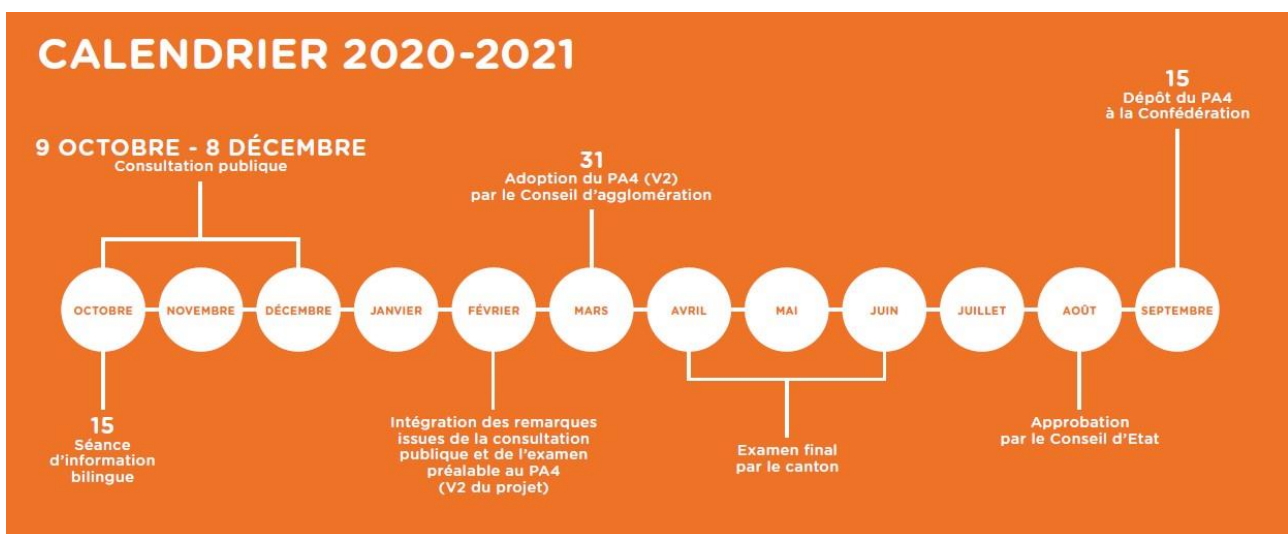 CALENDRIER 2020-2021
9 OCTOBRE - 8 DÉCEMBRE
Consultation publique
31
Adoption du PA4 (V2)
par le Conseil d'agglomération
15
Dépôt du PA4
à la Confédération
OCTOBRE
NOVEMBRE
DÉCEMBRE
JANVIER
FÉVRIER
MARS
AVRIL
MAI
JUIN
JUILLET
AOÛT
SEPTEMBRE
15
Séance
d'information
bilingue
Intégration des remarques
issues de la consultation
publique et de l'examen
préalable au PA4
(V2 du projet)
Examen final
par le canton
Approbation
par le Conseil d'Etat